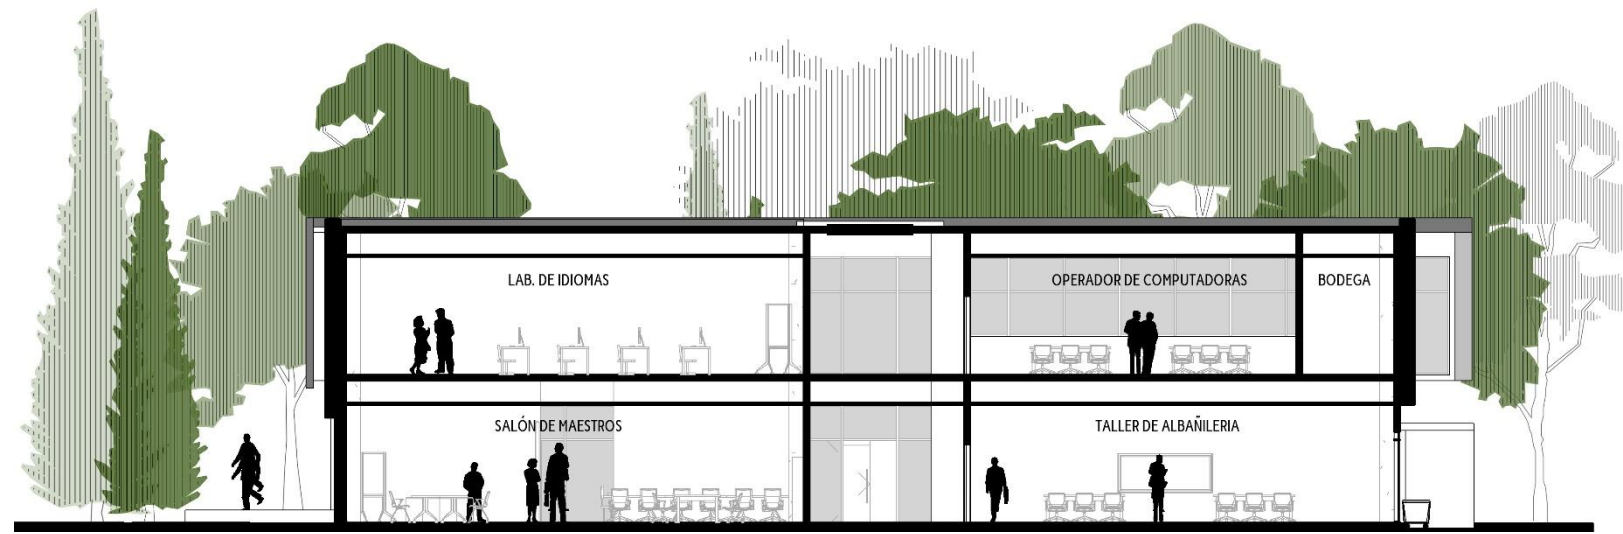 LAB. DE IDIOMAS
OPERADOR DE COMPUTADORAS
BODEGA
SALÓN DE MAESTROS
TALLER DE ALBAÑILERIA